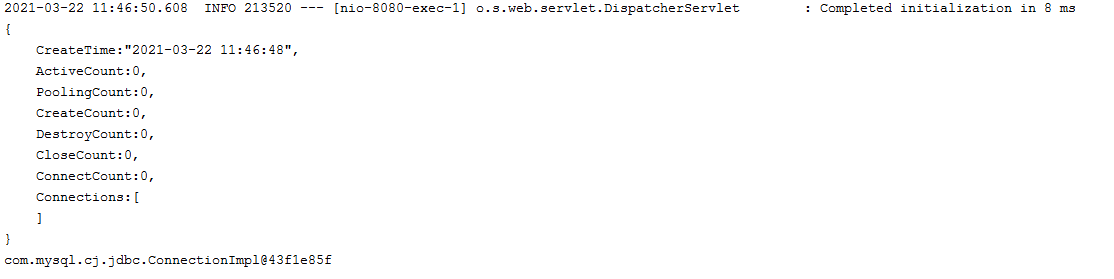 2021-03-22 11:46:50.608  INFO 213520 --- [nio-8080-exec-1] o.s.web.servlet.DispatcherServlet        : Completed initialization in 8 ms
{
    CreateTime:"2021-03-22 11:46:48",
    ActiveCount:0,
    PoolingCount:0,
    CreateCount:0,
    DestroyCount:0,
    CloseCount:0,
    ConnectCount:0,
    Connections:[
    ]
}
com.mysql.cj.jdbc.ConnectionImpl@43f1e85f